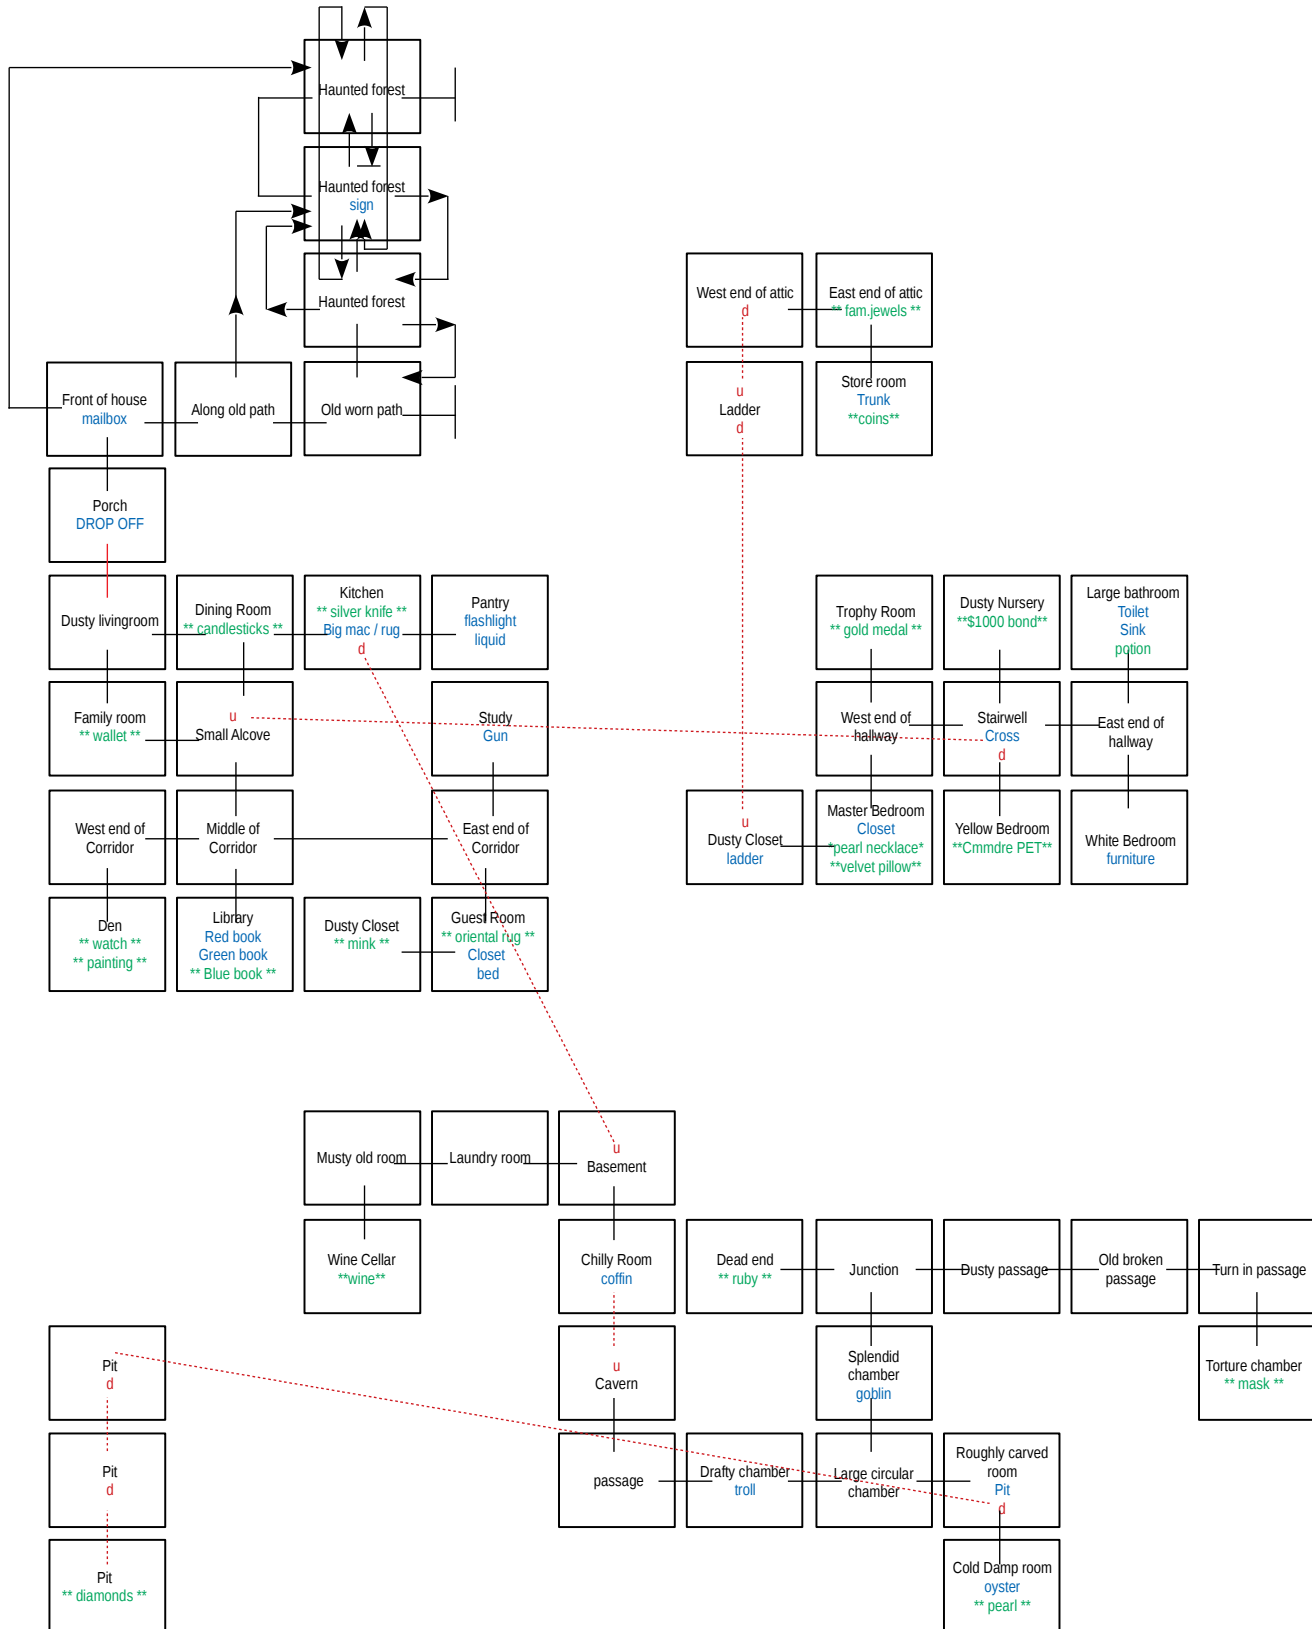 Haunted forest
Haunted forest
sign
Haunted forest
West end of attic
d
East end of attic
** fam.jewels **
Front of house
mailbox
Along old path
Old worn path
u
Ladder
d
Store room
Trunk
**coins**
Porch
DROP OFF
Dusty livingroom
Dining Room
** candlesticks **
Kitchen
** silver knife **
Big mac / rug
d
Pantry
flashlight
liquid
Trophy Room
** gold medal **
Dusty Nursery
**$1000 bond**
Large bathroom
Toilet
Sink
potion
Family room
** wallet **
u
Small Alcove
Study
Gun
West end of
hallway
Stairwell
Cross
d
East end of
hallway
West end of
Corridor
Middle of
Corridor
East end of
Corridor
u
Dusty Closet
ladder
Master Bedroom
Closet
*pearl necklace*
**velvet pillow**
Yellow Bedroom
**Cmmdre PET**
White Bedroom
furniture
Den
** watch **
** painting **
Library
Red book
Green book
** Blue book **
Dusty Closet
** mink **
Guest Room
** oriental rug **
Closet
bed
Musty old room
Laundry room
u
Basement
Wine Cellar
**wine**
Chilly Room
coffin
Dead end
** ruby **
Junction
Dusty passage
Old broken
passage
Turn in passage
Pit
d
u
Cavern
Splendid
chamber
goblin
Torture chamber
** mask **
Pit
d
passage
Drafty chamber
troll
Large circular
chamber
Roughly carved
room
Pit
d
Pit
** diamonds **
Cold Damp room
oyster
** pearl **